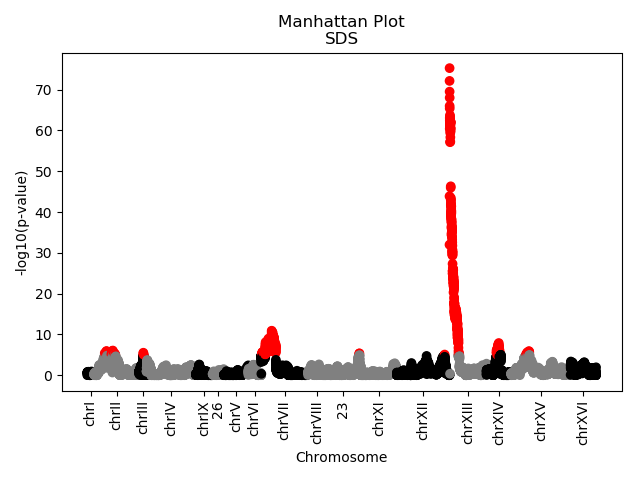 Manhattan Plot
SDS
-log10(p-value)
70
60
50
40
30
20
10
0
chrI
chrII
chrIII
chrIV
chrIX
26
chrV
chrVI
chrVII
chrVIII
23
chrXI
chrXII
chrXIII
chrXIV
chrXV
chrXVI
Chromosome